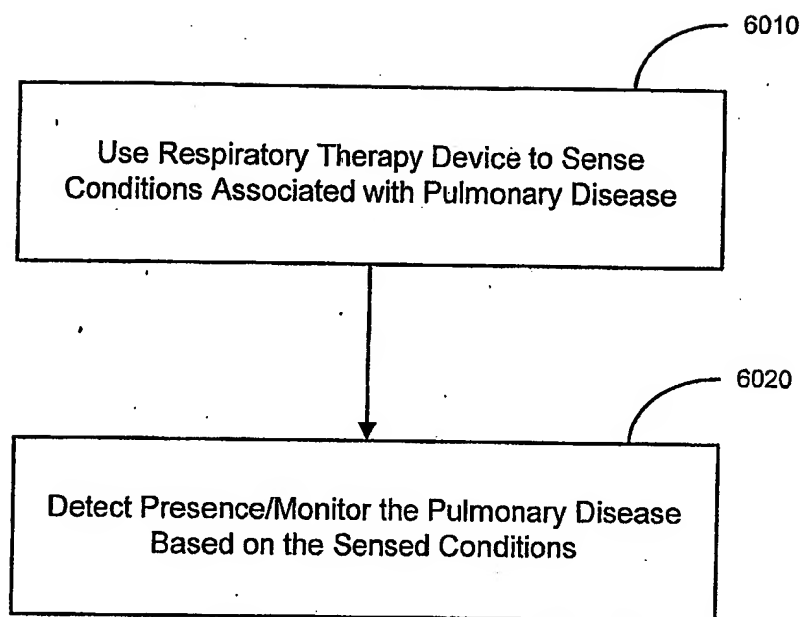 6010
Use Respiratory Therapy Device to Sense
Conditions Associated with Pulmonary Disease
6020
Detect Presence/Monitor the Pulmonary Disease
Based on the Sensed Conditions